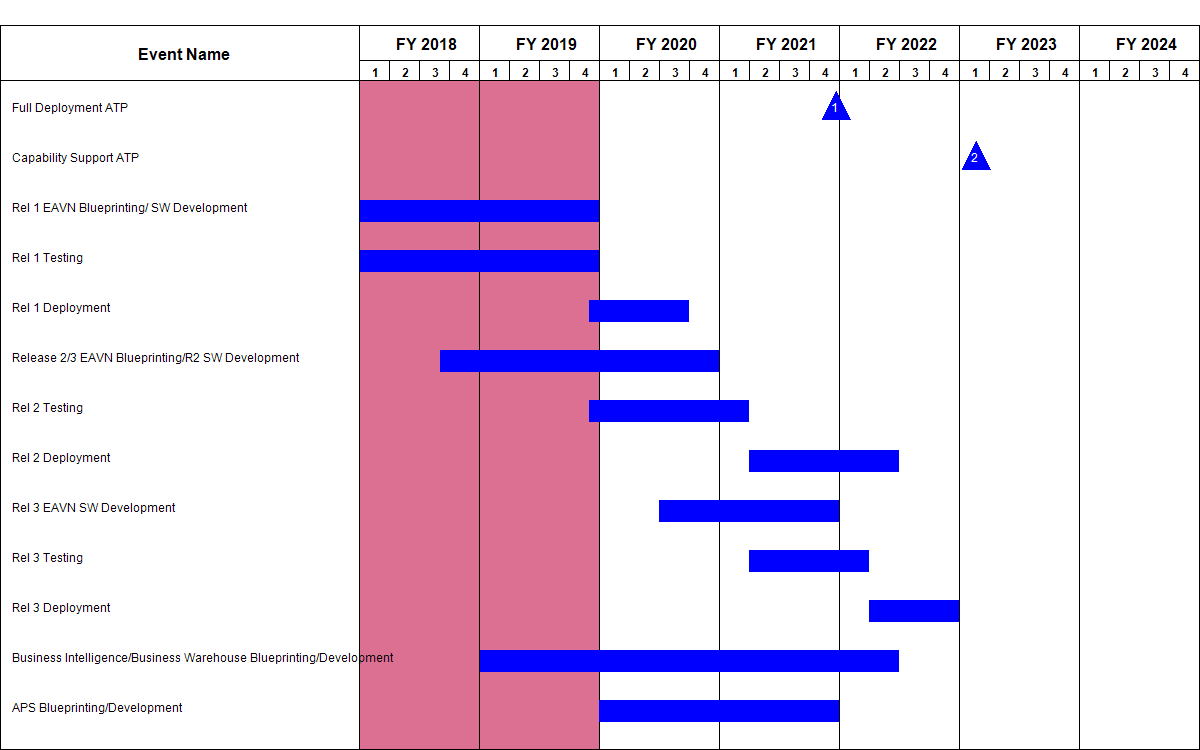 Event Name
FY 2018 FY 2019 FY 2020 FY 2021 FY 2022 FY 2023 FY 2024
1 2 3 4 1 2 3 4 1 2 3 4 1 2 3 4 1 2 3 4 1 2 3 4 1 2 3 4
Full Deployment ATP 1
Capability Support ATP 2
Rel 1 EAVN Blueprinting/ SW Development
Rel 1 Testing
Rel 1 Deployment
Release 2/3 EAVN Blueprinting/R2 SW Development
Rel 2 Testing
Rel 2 Deployment
Rel 3 EAVN SW Development
Rel 3 Testing
Rel 3 Deployment
Business Intelligence/Business Warehouse Blueprinting/Development
APS Blueprinting/Development